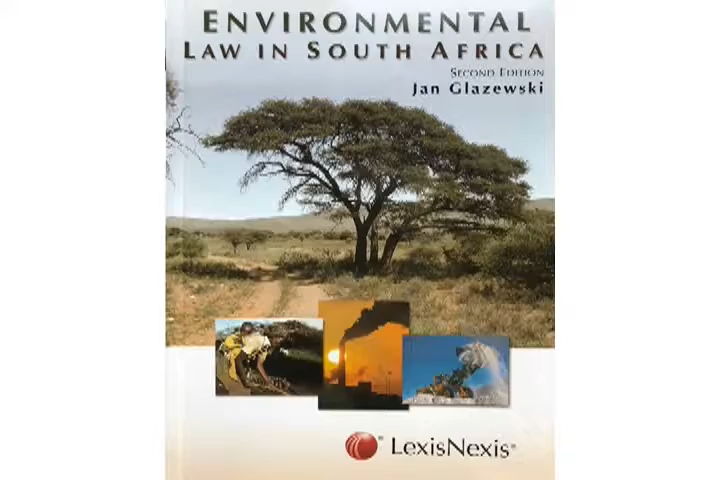 ENVIRONMENTAL
LAW IN SOUTH AFRICA
SECOND EDITION
Jan Glazewski
LexisNexis®